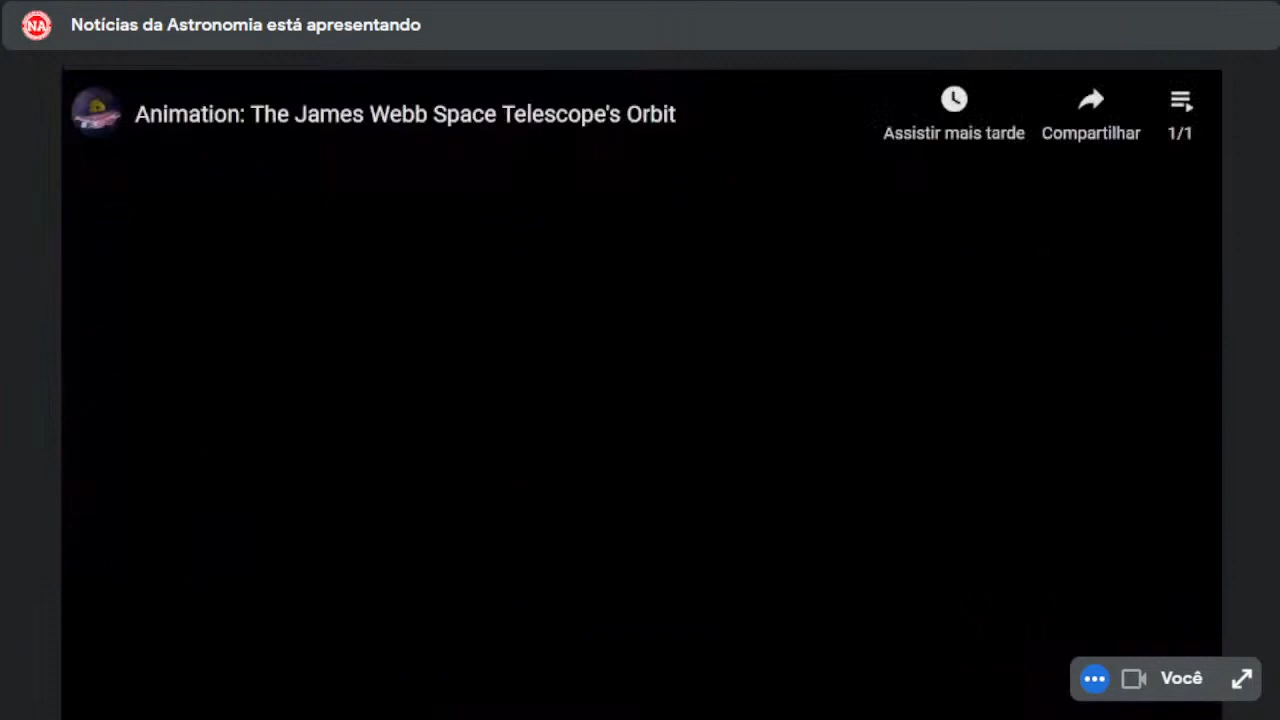 NA Notícias da Astronomia está apresentando
Animation: The James Webb Space Telescope's Orbit
Assistir mais tarde
Compartilhar
1/1
Você